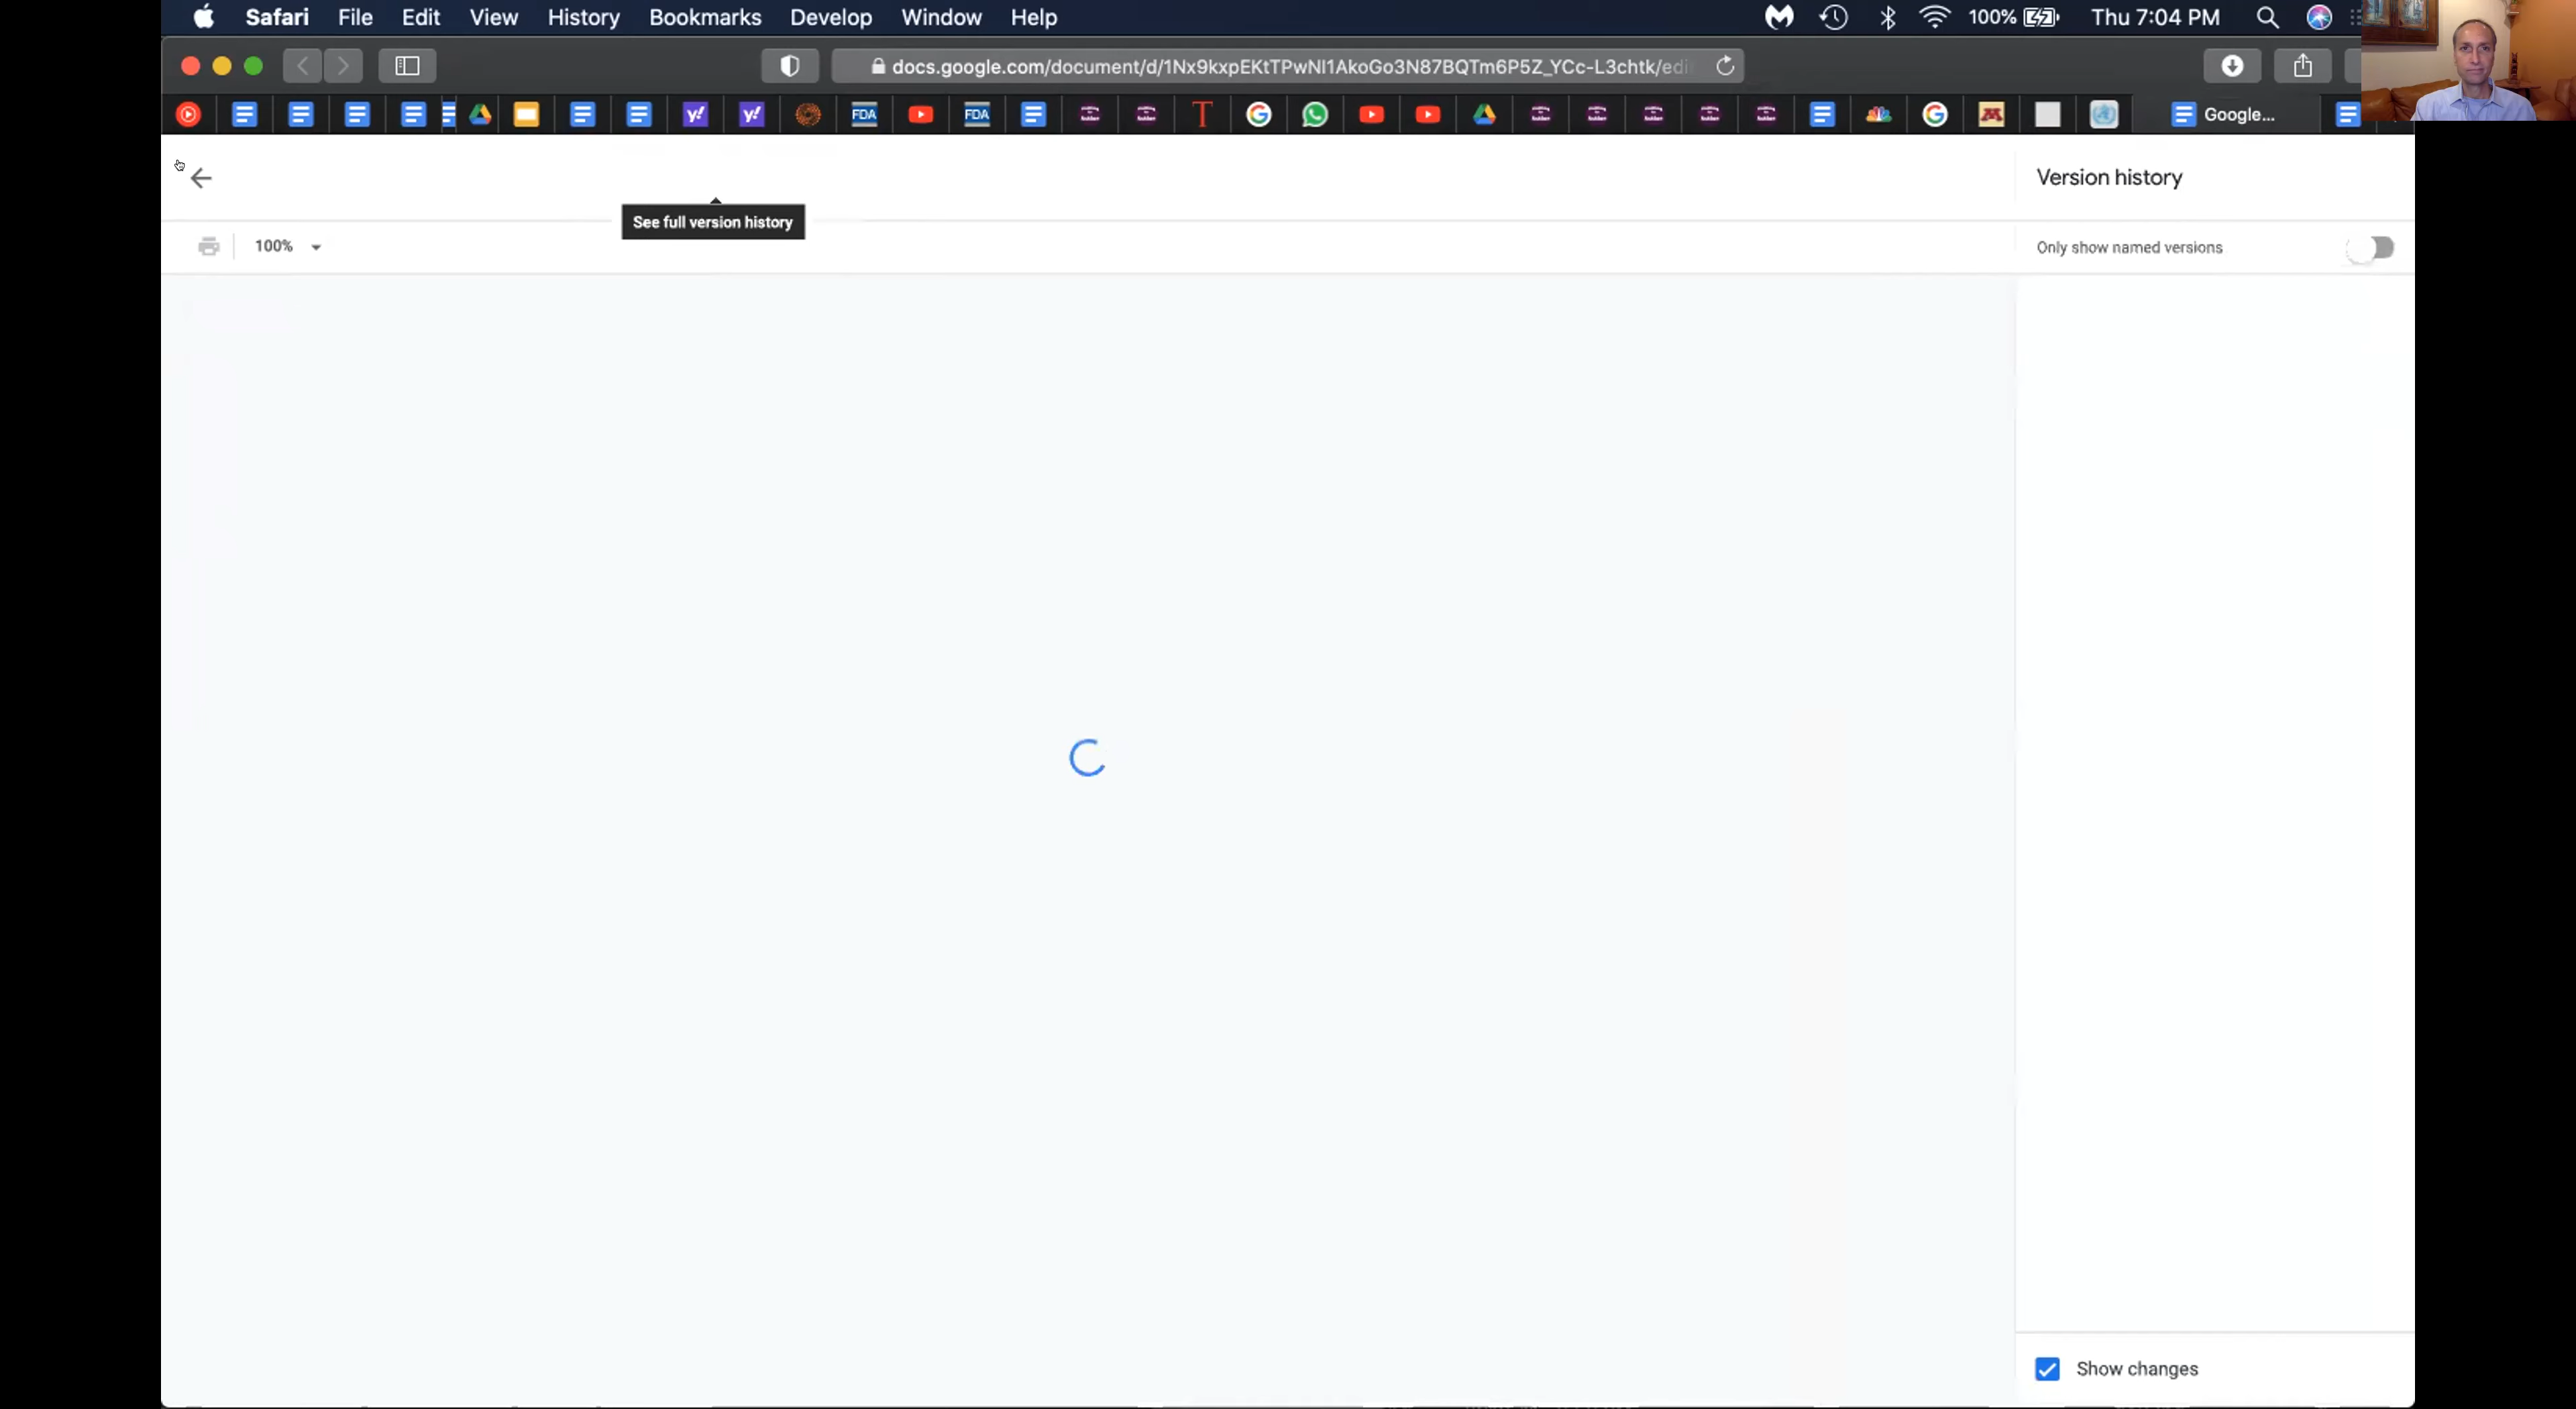 Safari File Edit View History Bookmarks Develop Window Help 100% Thu 7:04 PM
docs.google.com/document/d/1Nx9kxpEKtTPwNl1AkoGo3N87BQTm6P5Z_YCc-L3chtk/edi
y! y! FDA FDA T G G M Google...
Version history
See full version history
100%
Only show named versions
Show changes